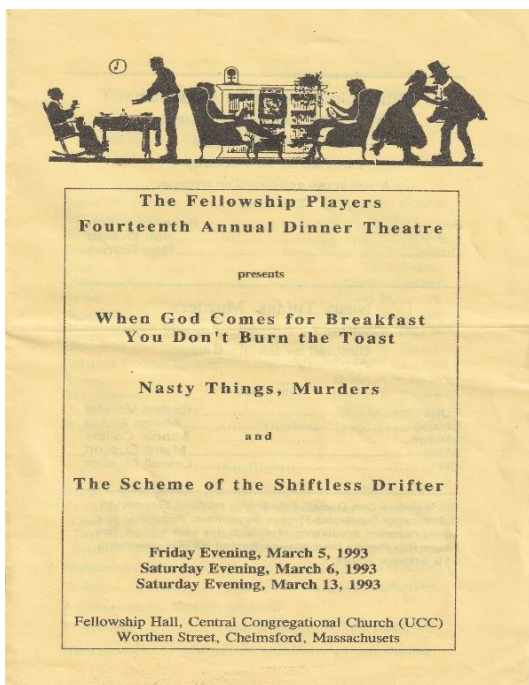 The Fellowship Players
Fourteenth Annual Dinner Theatre
presents
When God Comes for Breakfast
You Don't Burn the Toast
Nasty Things, Murders
and
The Scheme of the Shiftless Drifter
Friday Evening, March 5, 1993
Saturday Evening, March 6, 1993
Saturday Evening, March 13, 1993
Fellowship Hall, Central Congregational Church (UCC)
Worthen Street, Chelmsford, Massachusets